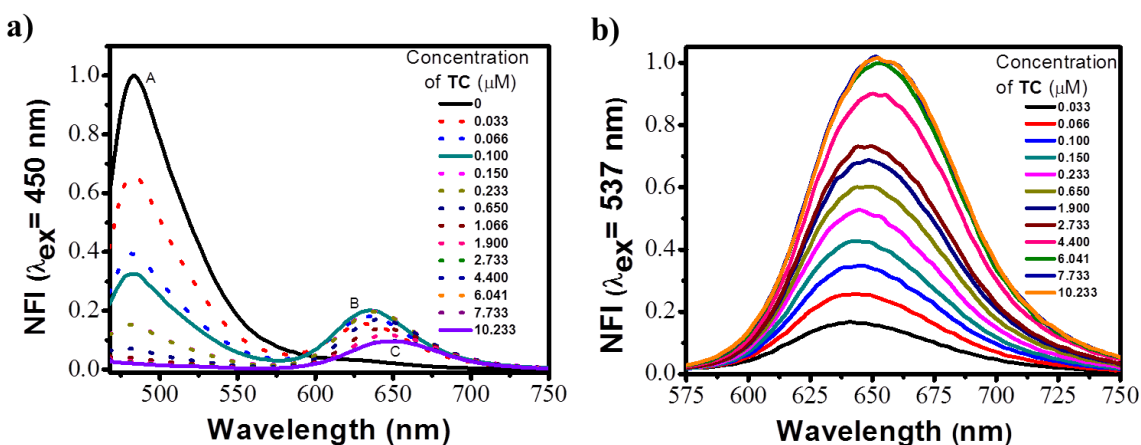 a)
NFI (λex= 450 nm)
1.0
0.8
0.6
0.4
0.2
0.0
A
B
C
Concentration
of TC (μM)
0
0.033
0.066
0.100
0.150
0.233
0.650
1.066
1.900
2.733
4.400
6.041
7.733
10.233
500 550 600 650 700 750
Wavelength (nm)
b)
NFI (λex= 537 nm)
1.0
0.8
0.6
0.4
0.2
0.0
Concentration
of TC (μM)
0.033
0.066
0.100
0.150
0.233
0.650
1.900
2.733
4.400
6.041
7.733
10.233
575 600 625 650 675 700 725 750
Wavelength (nm)